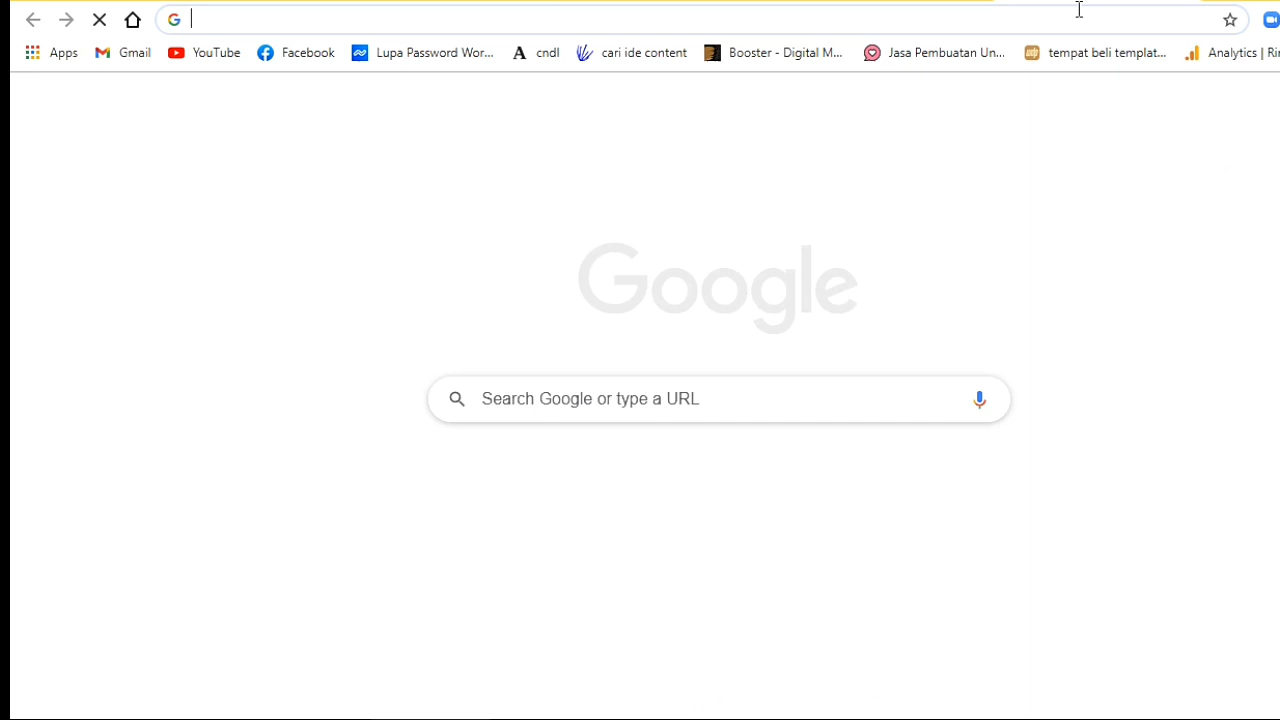 Apps Gmail YouTube Facebook Lupa Password Wor... A cndl cari ide content Booster - Digital M... Jasa Pembuatan Un... tempat beli templat... Analytics | Ri
Google
Search Google or type a URL